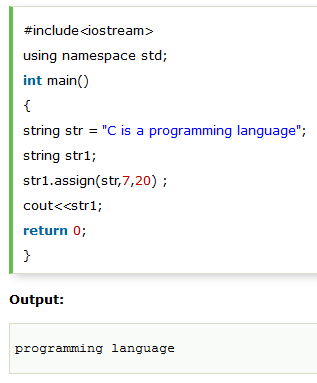 #include<iostream>
using namespace std;
int main()
{
string str = "C is a programming language";
string str1;
str1.assign(str,7,20) ;
cout<<str1;
return 0;
}
Output:
programming language